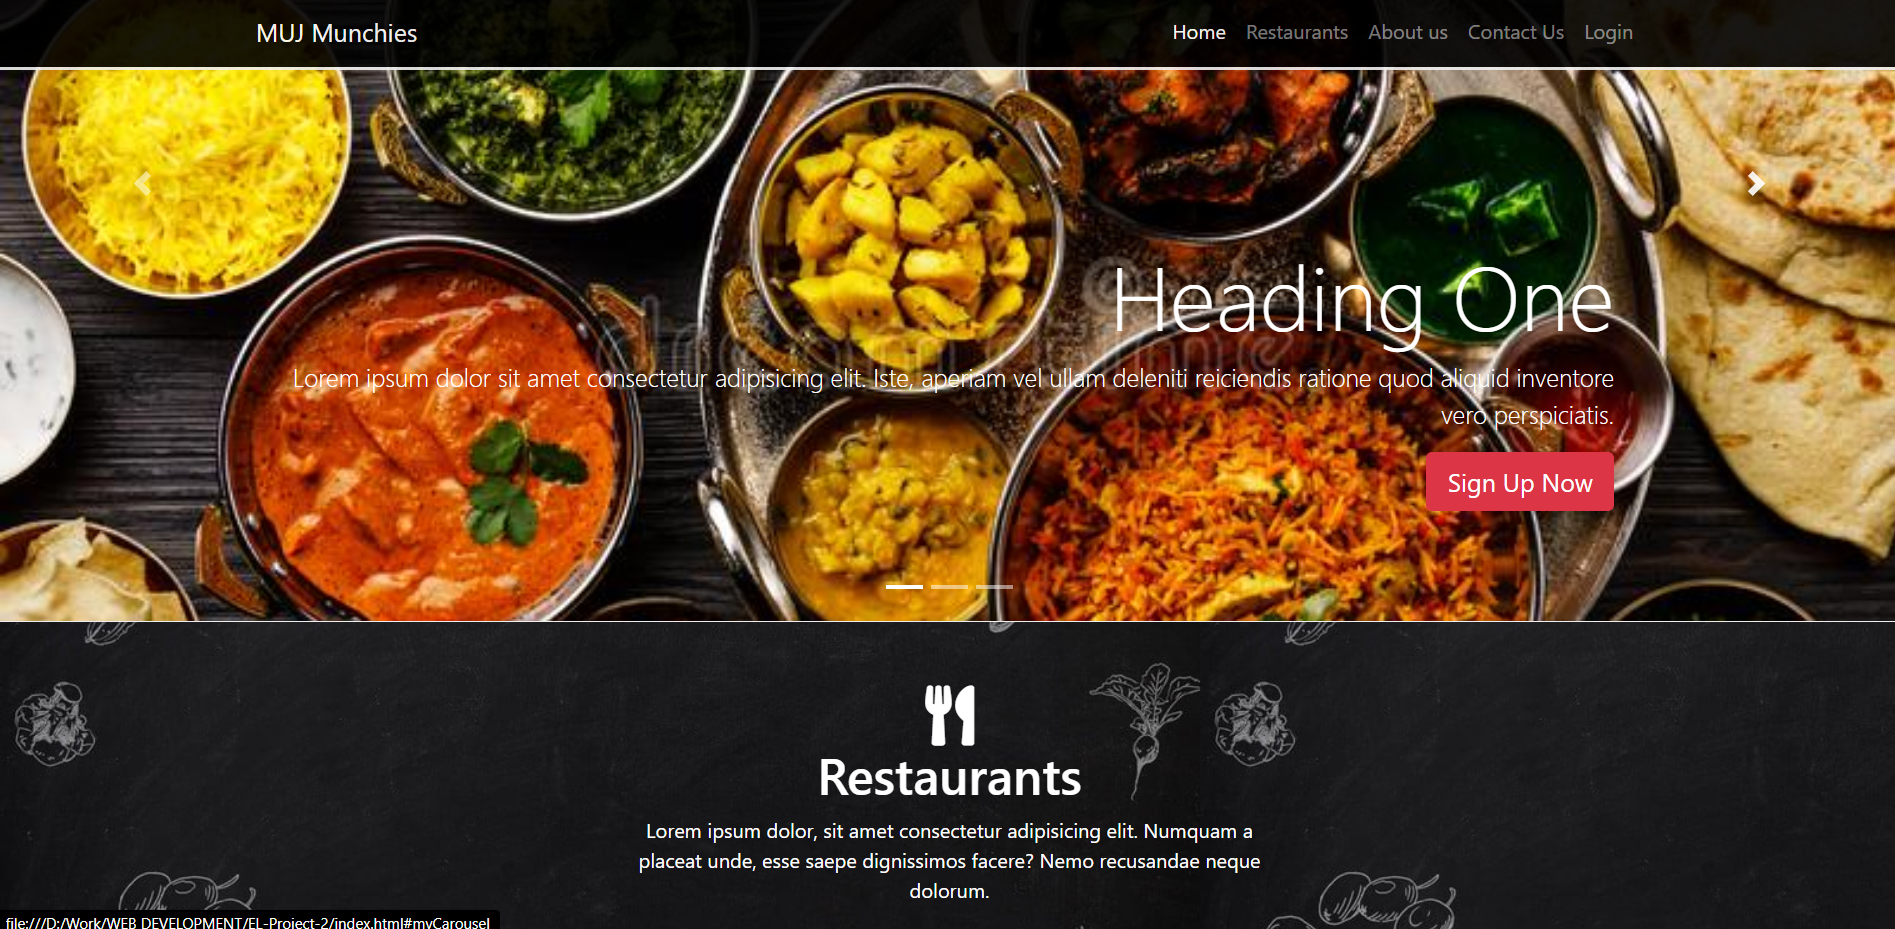 MUJ Munchies
Home Restaurants About us Contact Us Login
Heading One
dreamstime
Lorem ipsum dolor sit amet consectetur adipisicing elit. Iste, aperiam vel ullam deleniti reiciendis ratione quod aliquid inventore
vero perspiciatis.
Sign Up Now
Restaurants
Lorem ipsum dolor, sit amet consectetur adipisicing elit. Numquam a
placeat unde, esse saepe dignissimos facere? Nemo recusandae neque
dolorum.
file:///D:/Work/WEB DEVELOPMENT/EL-Project-2/index.html#myCarousel